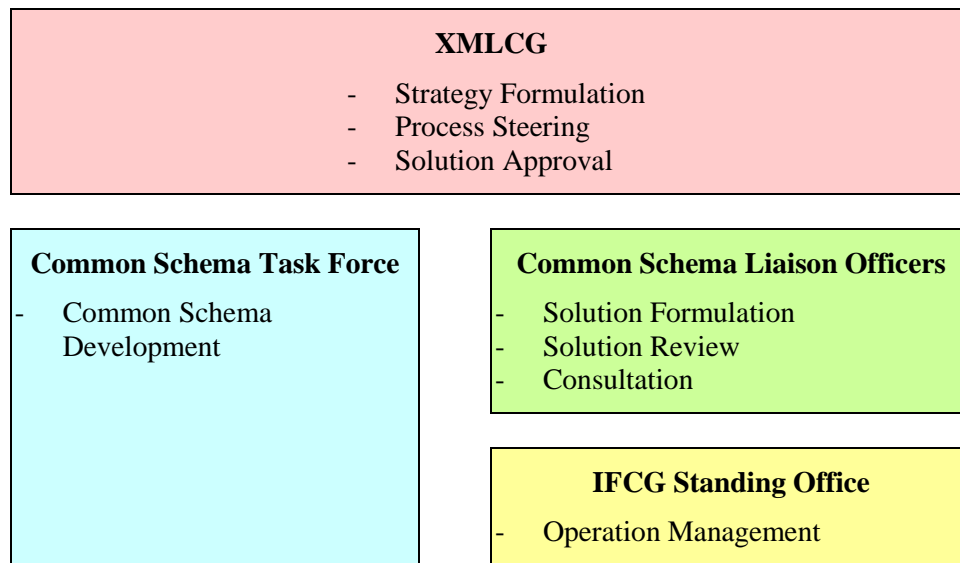 XMLCG
- Strategy Formulation
- Process Steering
- Solution Approval
Common Schema Task Force
- Common Schema
Development
Common Schema Liaison Officers
- Solution Formulation
- Solution Review
- Consultation
IFCG Standing Office
- Operation Management